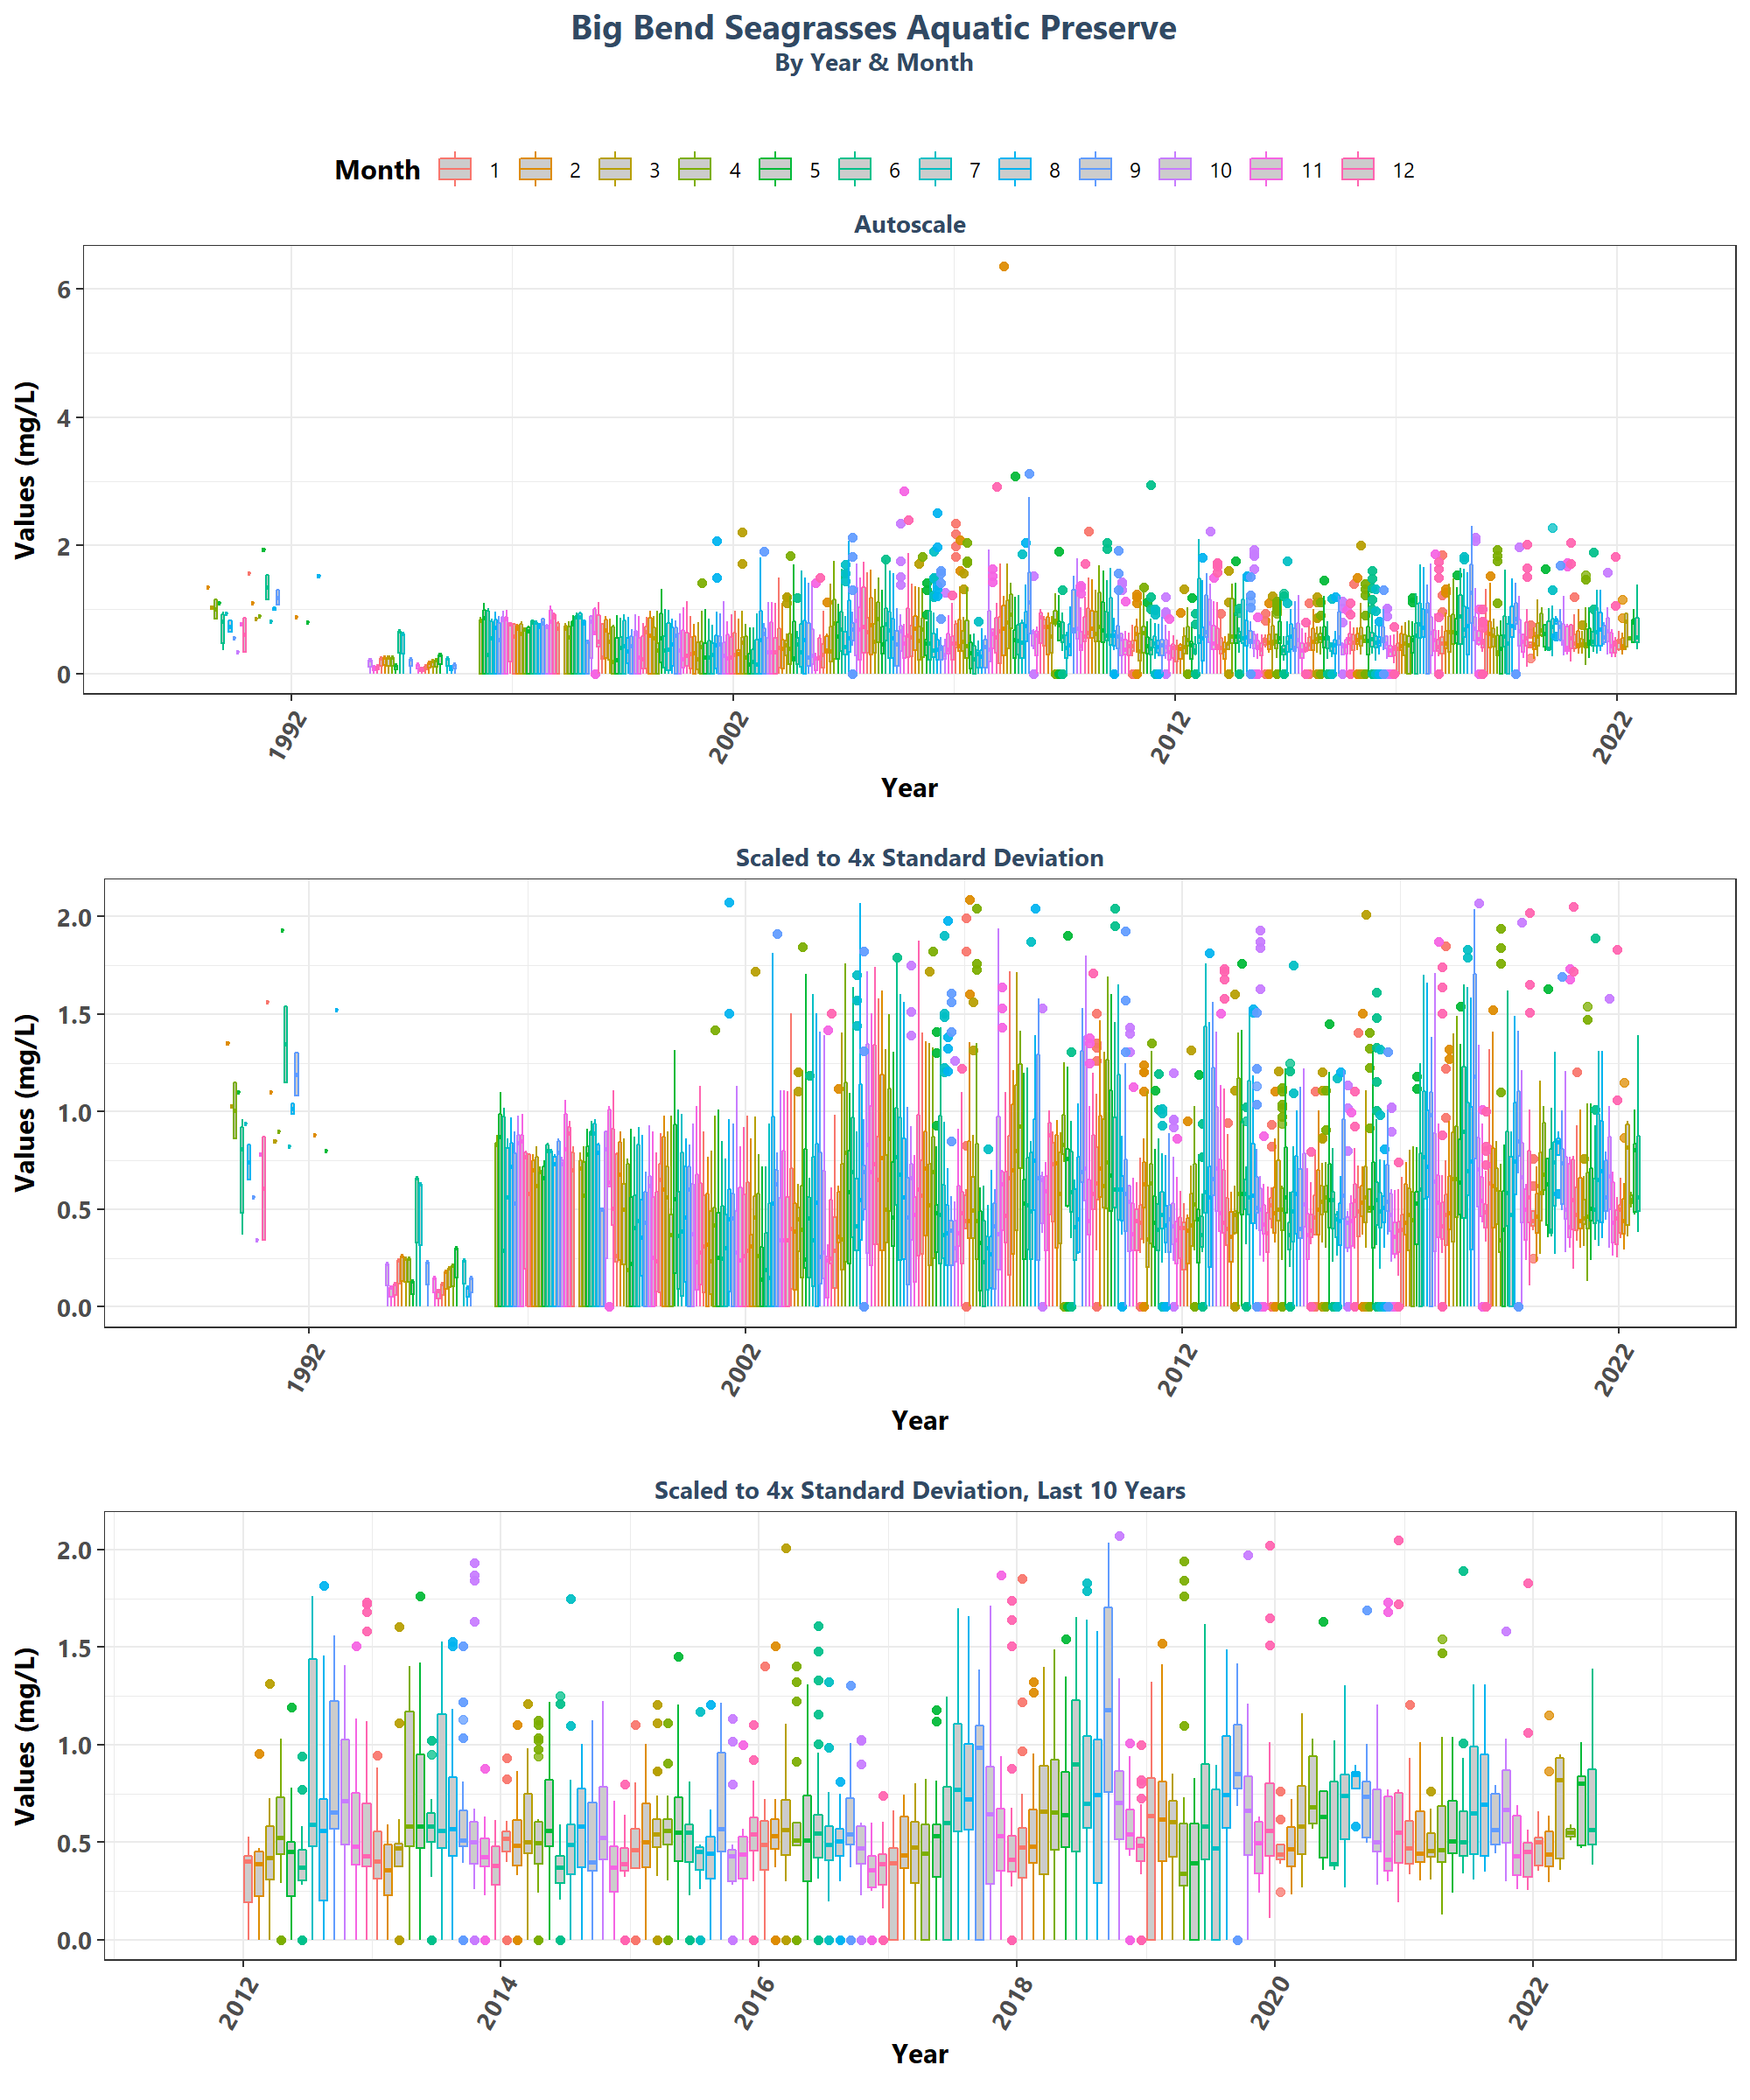 Big Bend Seagrasses Aquatic Preserve
By Year & Month
Month 1 2 3 4 5 6 7 8 9 10 11 12
Autoscale
Values (mg/L)
6
4
2
0
1992 2002 2012 2022
Year
Scaled to 4x Standard Deviation
Values (mg/L)
2.0
1.5
1.0
0.5
0.0
1992 2002 2012 2022
Year
Scaled to 4x Standard Deviation, Last 10 Years
Values (mg/L)
2.0
1.5
1.0
0.5
0.0
2012 2014 2016 2018 2020 2022
Year